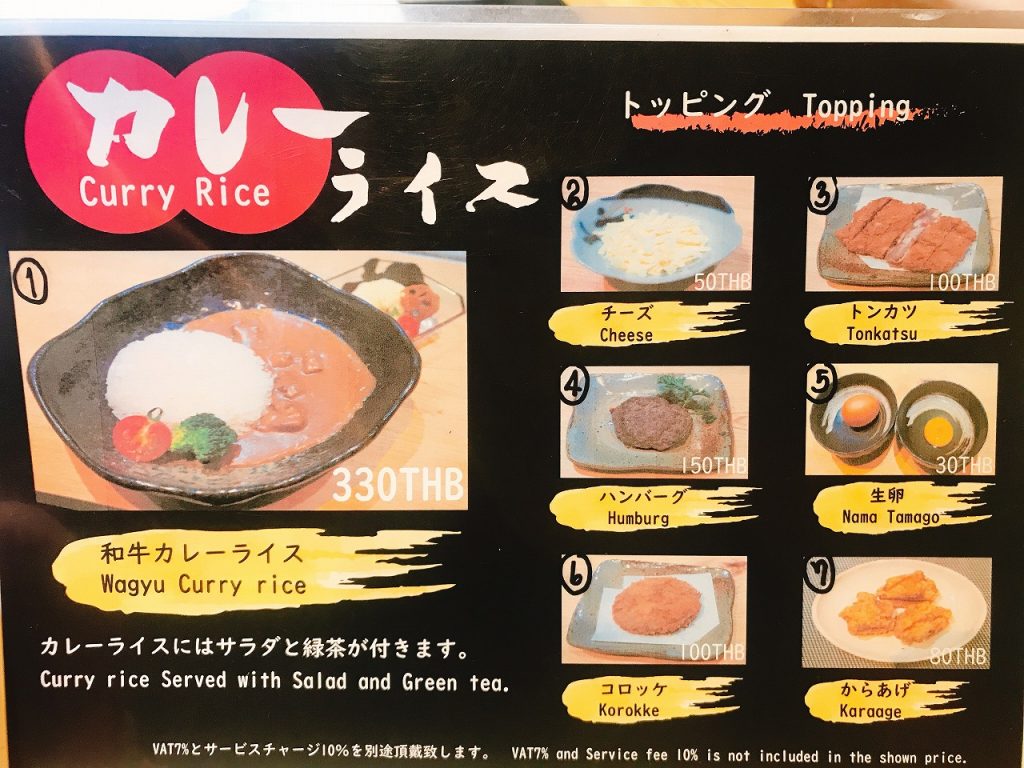 カレー
Curry Rice
ライス
トッピング Topping
①
330THB
和牛カレーライス
Wagyu Curry rice
カレーライスにはサラダと緑茶が付きます。
Curry rice Served with Salad and Green tea.
②
50THB
チーズ
Cheese
③
100THB
トンカツ
Tonkatsu
④
150THB
ハンバーグ
Humburg
⑤
30THB
生卵
Nama Tamago
⑥
100THB
コロッケ
Korokke
⑦
80THB
からあげ
Karaage
VAT7%とサービスチャージ10%を別途頂戴致します。 VAT7% and Service fee 10% is not included in the shown price.